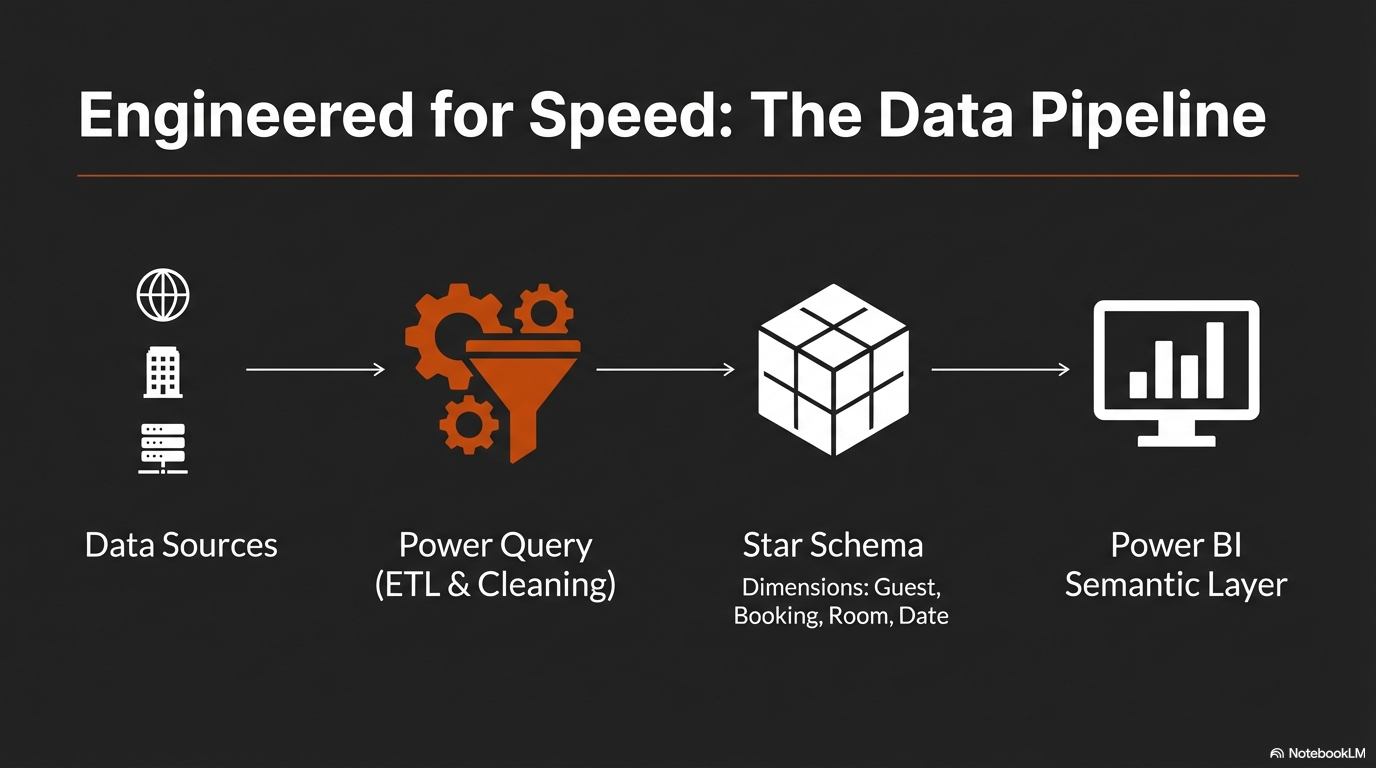 Engineered for Speed: The Data Pipeline
Data Sources
Power Query
(ETL & Cleaning)
Star Schema
Dimensions: Guest,
Booking, Room, Date
Power BI
Semantic Layer
NotebookLM